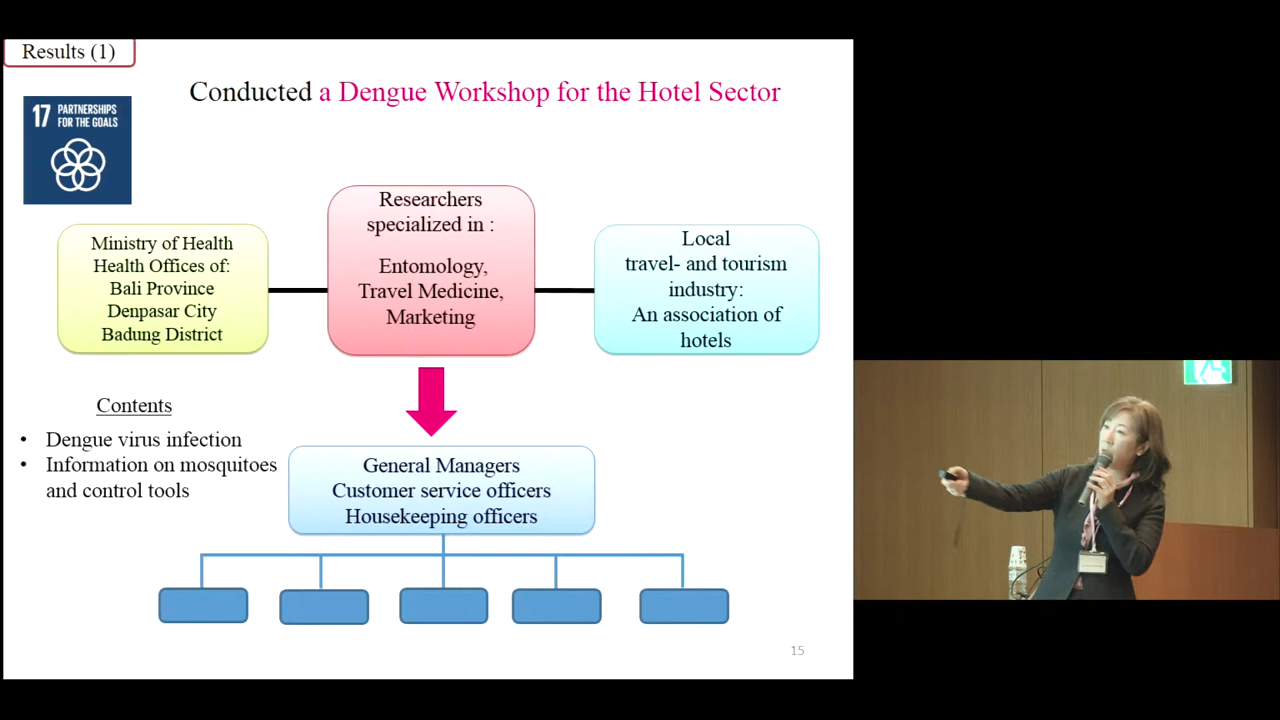 Results (1)
Conducted a Dengue Workshop for the Hotel Sector
17 PARTNERSHIPS
FOR THE GOALS
Ministry of Health
Health Offices of:
Bali Province
Denpasar City
Badung District
Researchers
specialized in :
Entomology,
Travel Medicine,
Marketing
Local
travel- and tourism
industry:
An association of
hotels
Contents
• Dengue virus infection
• Information on mosquitoes
and control tools
General Managers
Customer service officers
Housekeeping officers
15